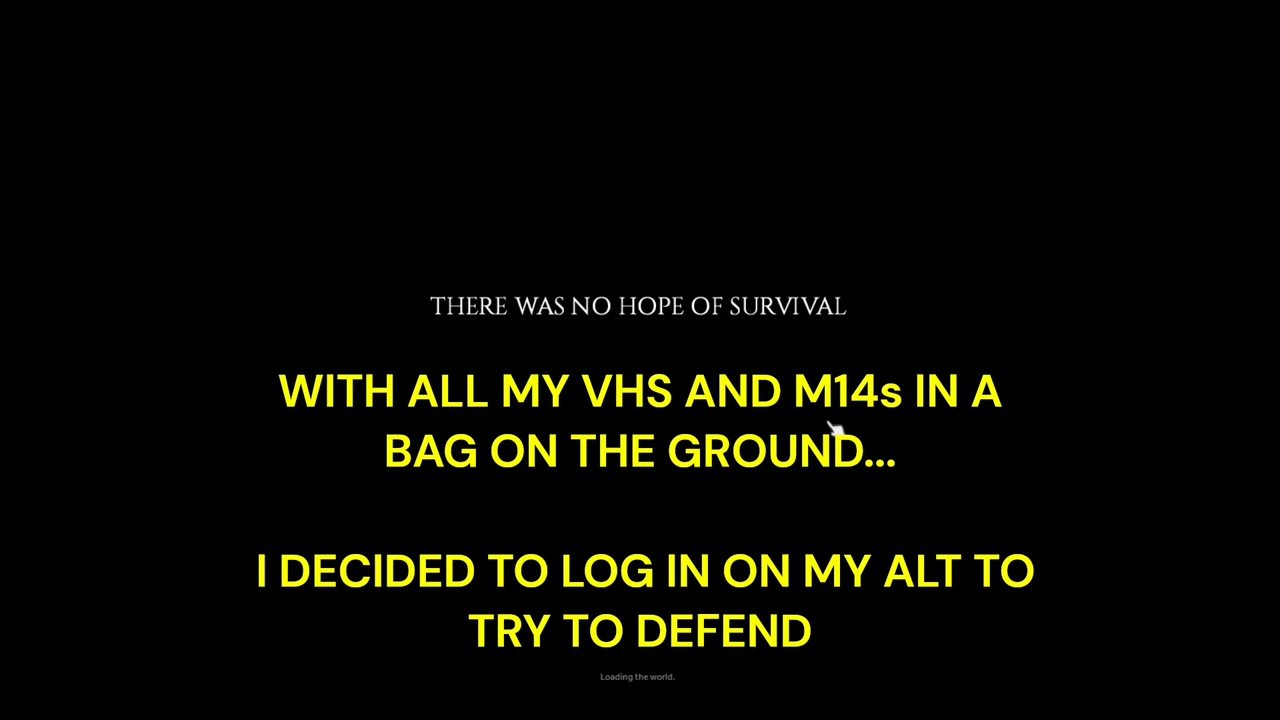 THERE WAS NO HOPE OF SURVIVAL
WITH ALL MY VHS AND M14s IN A
BAG ON THE GROUND...
I DECIDED TO LOG IN ON MY ALT TO
TRY TO DEFEND
Loading the world.